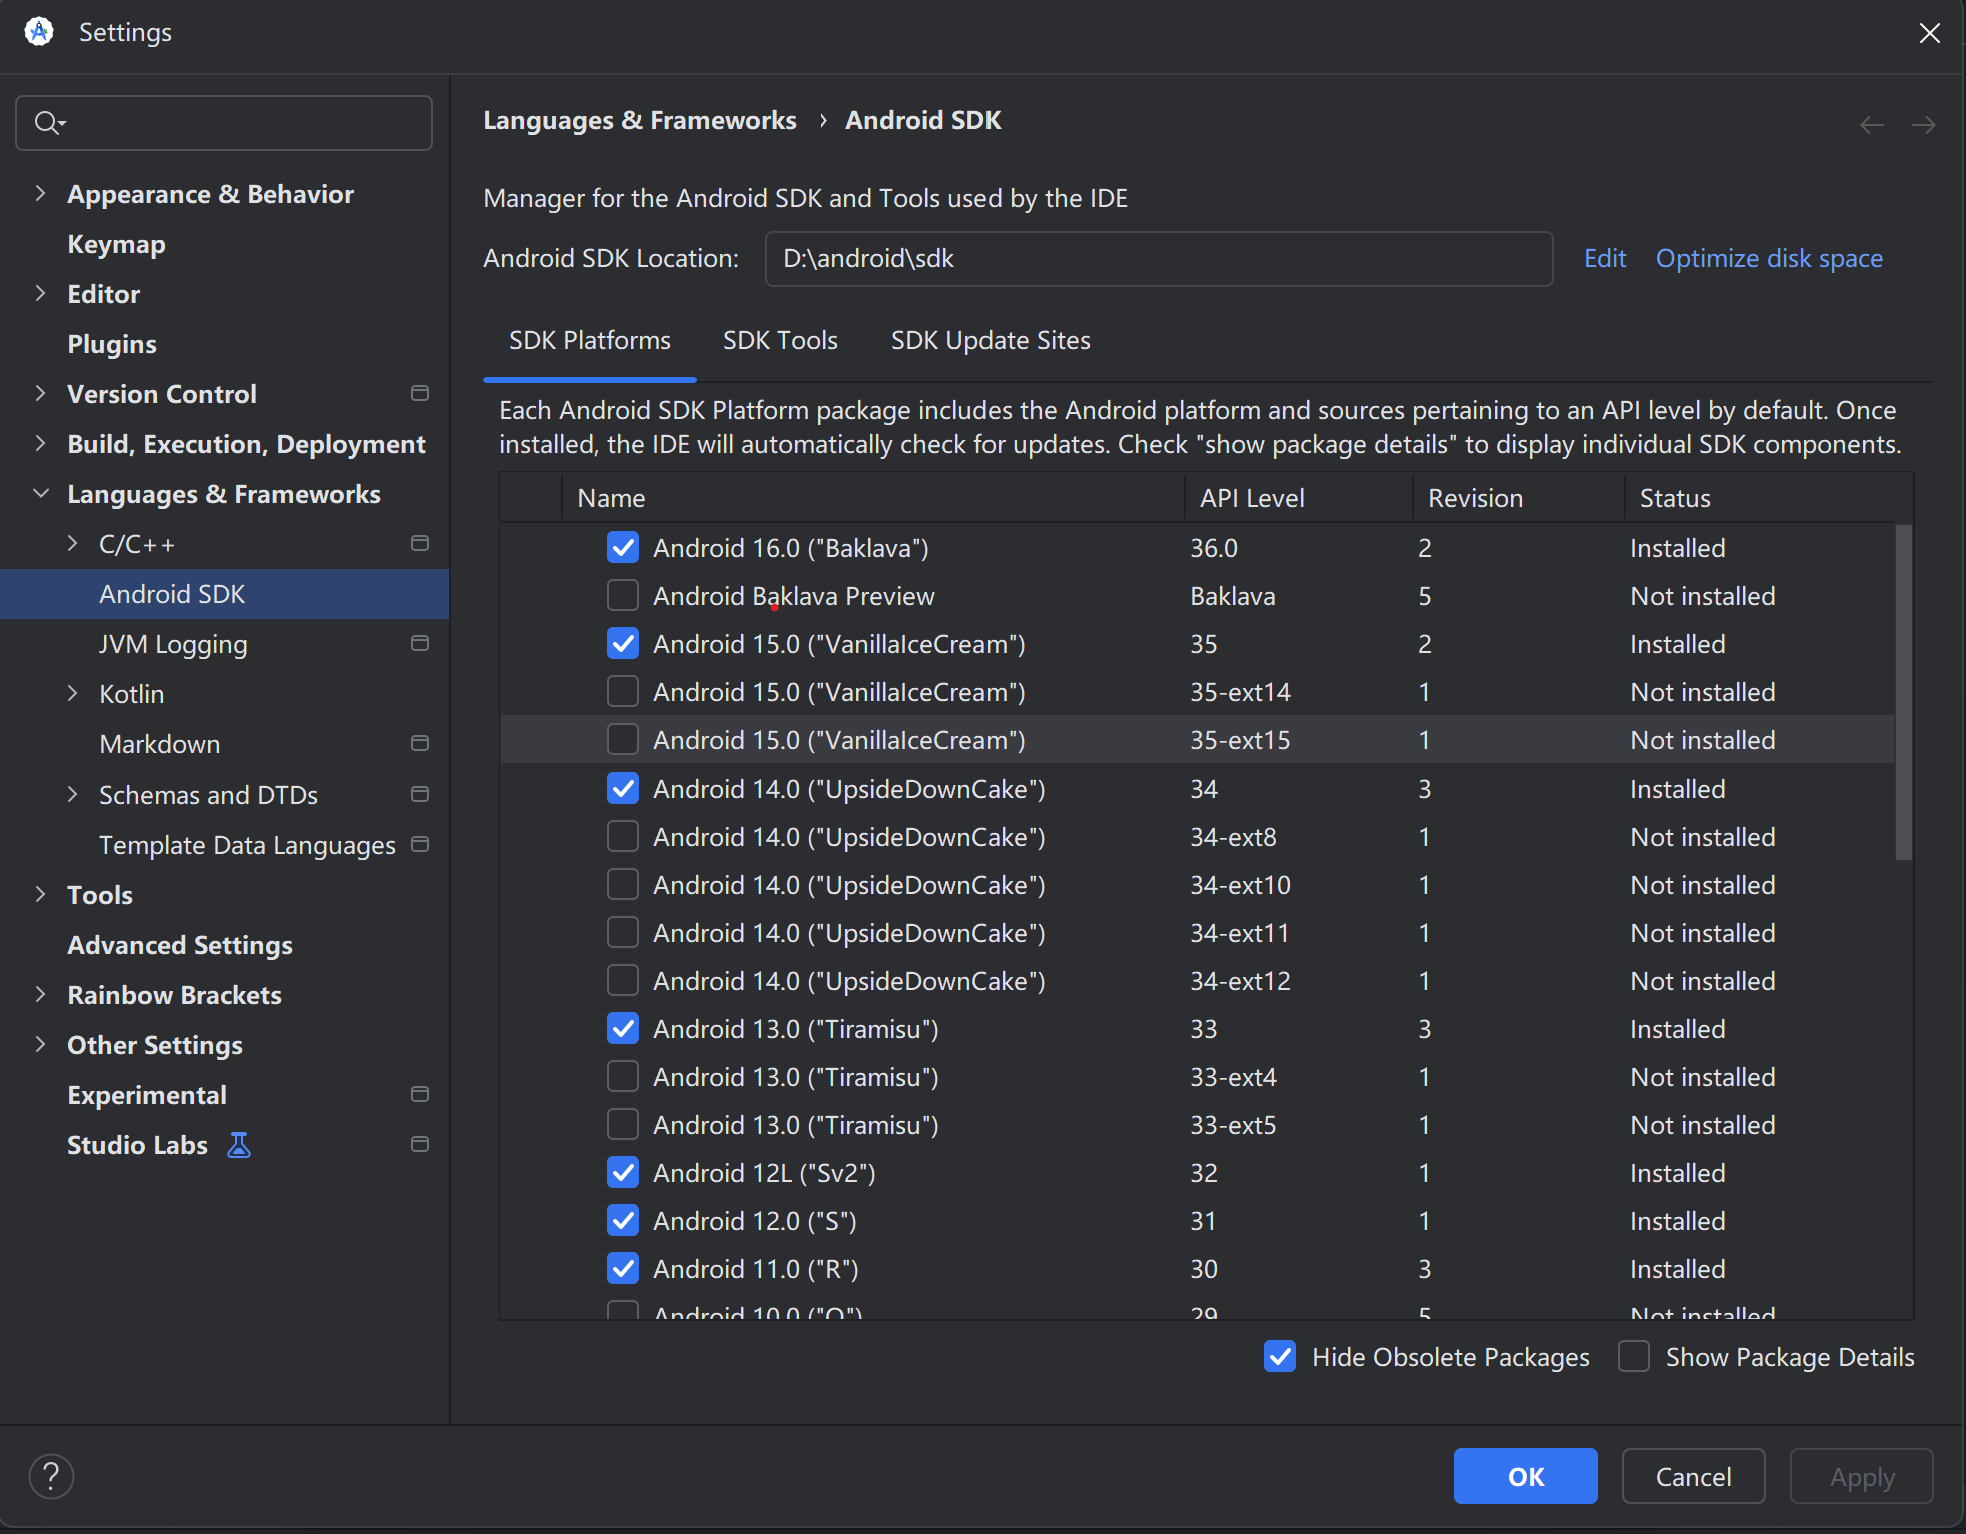 Settings
Appearance & Behavior
Keymap
Editor
Plugins
Version Control
Build, Execution, Deployment
Languages & Frameworks
C/C++
Android SDK
JVM Logging
Kotlin
Markdown
Schemas and DTDs
Template Data Languages
Tools
Advanced Settings
Rainbow Brackets
Other Settings
Experimental
Studio Labs
Languages & Frameworks › Android SDK
Manager for the Android SDK and Tools used by the IDE
Android SDK Location: D:\android\sdk Edit Optimize disk space
SDK Platforms SDK Tools SDK Update Sites
Each Android SDK Platform package includes the Android platform and sources pertaining to an API level by default. Once
installed, the IDE will automatically check for updates. Check "show package details" to display individual SDK components.
Name API Level Revision Status
Android 16.0 ("Baklava") 36.0 2 Installed
Android Baklava Preview Baklava 5 Not installed
Android 15.0 ("VanillaIceCream") 35 2 Installed
Android 15.0 ("VanillaIceCream") 35-ext14 1 Not installed
Android 15.0 ("VanillaIceCream") 35-ext15 1 Not installed
Android 14.0 ("UpsideDownCake") 34 3 Installed
Android 14.0 ("UpsideDownCake") 34-ext8 1 Not installed
Android 14.0 ("UpsideDownCake") 34-ext10 1 Not installed
Android 14.0 ("UpsideDownCake") 34-ext11 1 Not installed
Android 14.0 ("UpsideDownCake") 34-ext12 1 Not installed
Android 13.0 ("Tiramisu") 33 3 Installed
Android 13.0 ("Tiramisu") 33-ext4 1 Not installed
Android 13.0 ("Tiramisu") 33-ext5 1 Not installed
Android 12L ("Sv2") 32 1 Installed
Android 12.0 ("S") 31 1 Installed
Android 11.0 ("R") 30 3 Installed
Android 10.0 ("Q") 29 5 Not installed
Hide Obsolete Packages Show Package Details
? OK Cancel Apply